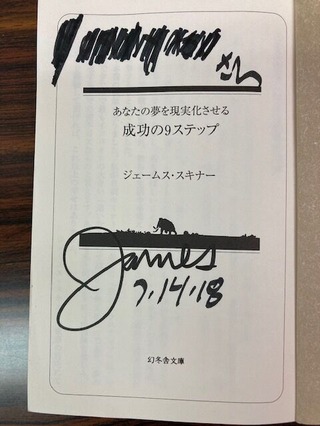 さん
あなたの夢を現実化させる
成功の9ステップ
ジェームス・スキナー
James
7.14.18
幻冬舎文庫